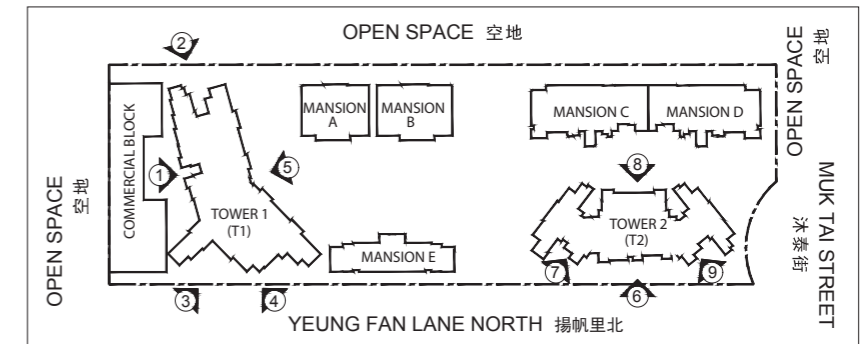 OPEN SPACE 空地
OPEN SPACE
空地
2
COMMERCIAL BLOCK
MANSION
A
MANSION
B
MANSION C
MANSION D
1
5
8
OPEN SPACE
空地
TOWER 1
(T1)
TOWER 2
(T2)
MANSION E
MUK TAI STREET
沐泰街
7
9
3
4
6
YEUNG FAN LANE NORTH 揚帆里北